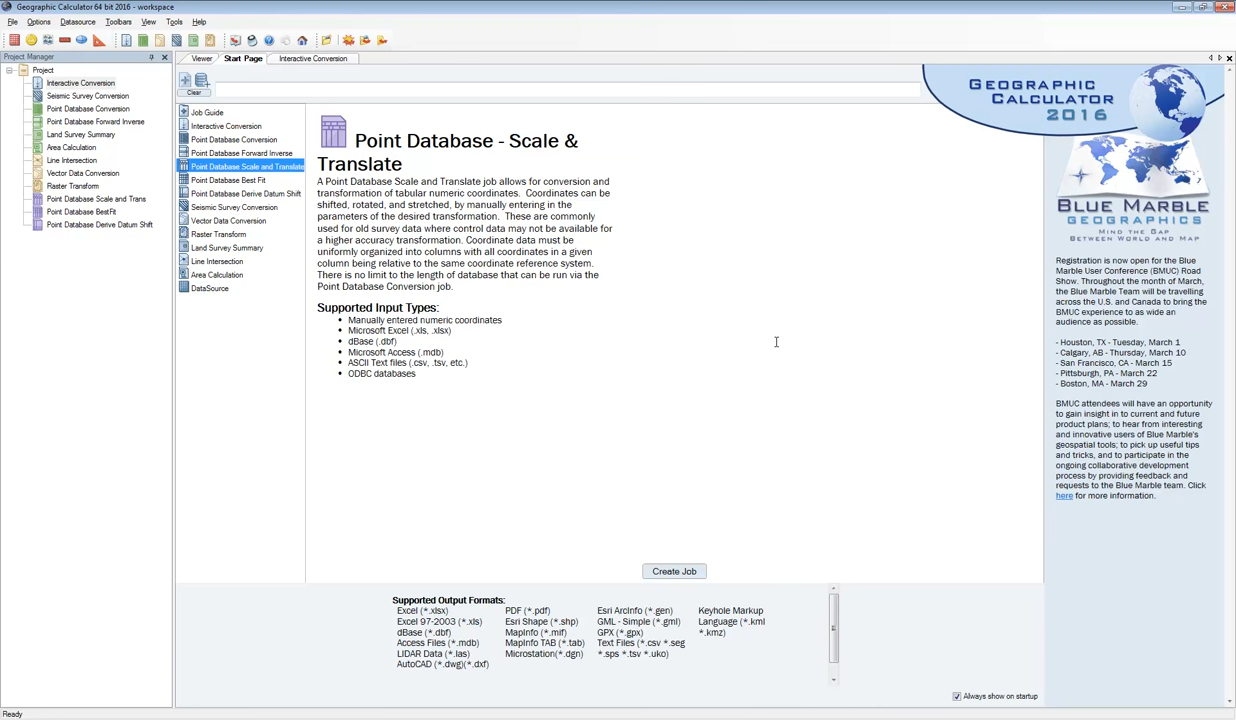 Geographic Calculator 64 bit 2016 - workspace
File Options Datasource Toolbars View Tools Help
Project Manager
Viewer Start Page Interactive Conversion
Project
Interactive Conversion
Seismic Survey Conversion
Point Database Conversion
Point Database Forward Inverse
Land Survey Summary
Area Calculation
Line Intersection
Vector Data Conversion
Raster Transform
Point Database Scale and Trans
Point Database BestFit
Point Database Derive Datum Shift
Clear
Job Guide
Interactive Conversion
Point Database Conversion
Point Database Forward Inverse
Point Database Scale and Translate
Point Database Best Fit
Point Database Derive Datum Shift
Seismic Survey Conversion
Vector Data Conversion
Raster Transform
Land Survey Summary
Line Intersection
Area Calculation
DataSource
Point Database - Scale &
Translate
A Point Database Scale and Translate job allows for conversion and
transformation of tabular numeric coordinates. Coordinates can be
shifted, rotated, and stretched, by manually entering in the
parameters of the desired transformation. These are commonly
used for old survey data where control data may not be available for
a higher accuracy transformation. Coordinate data must be
uniformly organized into columns with all coordinates in a given
column being relative to the same coordinate reference system.
There is no limit to the length of database that can be run via the
Point Database Conversion job.
Supported Input Types:
• Manually entered numeric coordinates
• Microsoft Excel (.xls, .xlsx)
• dBase (.dbf)
• Microsoft Access (.mdb)
• ASCII Text files (.csv, .tsv, etc.)
• ODBC databases
Create Job
Supported Output Formats:
Excel (*.xlsx)
Excel 97-2003 (*.xls)
dBase (*.dbf)
Access Files (*.mdb)
LIDAR Data (*.las)
AutoCAD (*.dwg)(*.dxf)
PDF (*.pdf)
Esri Shape (*.shp)
MapInfo (*.mif)
MapInfo TAB (*.tab)
Microstation(*.dgn)
Esri ArcInfo (*.gen)
GML - Simple (*.gml)
GPX (*.gpx)
Text Files (*.csv *.seg
*.sps *.tsv *.uko)
Keyhole Markup
Language (*.kml
*.kmz)
GEOGRAPHIC
CALCULATOR
2016
BLUE MARBLE
GEOGRAPHICS
MIND THE GAP
BETWEEN WORLD AND MAP
Registration is now open for the Blue
Marble User Conference (BMUC) Road
Show. Throughout the month of March,
the Blue Marble Team will be travelling
across the U.S. and Canada to bring the
BMUC experience to as wide an
audience as possible.
- Houston, TX - Tuesday, March 1
- Calgary, AB - Thursday, March 10
- San Francisco, CA - March 15
- Pittsburgh, PA - March 22
- Boston, MA - March 29
BMUC attendees will have an opportunity
to gain insight in to current and future
product plans; to hear from interesting
and innovative users of Blue Marble's
geospatial tools; to pick up useful tips
and tricks, and to participate in the
ongoing collaborative development
process by providing feedback and
requests to the Blue Marble team. Click
here for more information.
Always show on startup
Ready